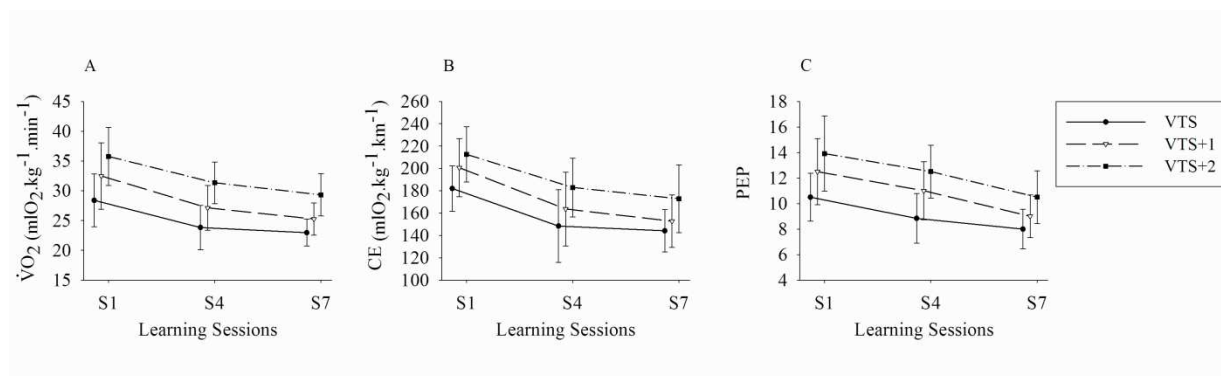 A
V̇O2 (mlO2.kg-1.min-1)
45
40
35
30
25
20
15
S1 S4 S7
Learning Sessions
B
CE (mlO2.kg-1.km-1)
260
240
220
200
180
160
140
120
100
S1 S4 S7
Learning Sessions
C
PEP
18
16
14
12
10
8
6
4
S1 S4 S7
Learning Sessions
VTS
VTS+1
VTS+2